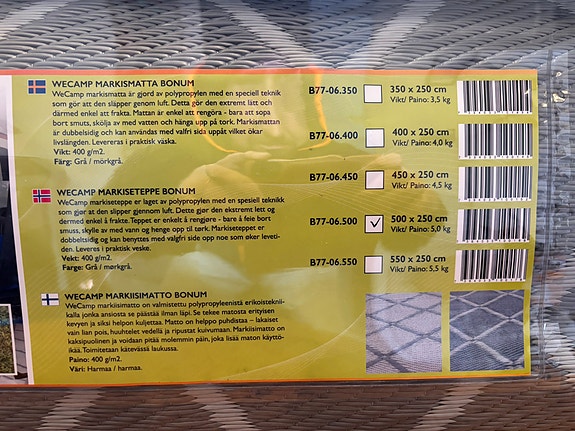 WECAMP MARKISMATTA BONUM
WeCamp markismatta är gjord av polypropylen med en speciell teknik
som gör att den släpper genom luft. Detta gör den extremt lätt och
därmed enkel att frakta. Mattan är enkel att rengöra - bara att sopa
bort smuts, skölja av med vatten och hänga upp på tork. Markismattan
är dubbelsidig och kan användas med valfri sida uppåt vilket ökar
livslängden. Levereras i praktisk väska.
Vikt: 400 g/m2.
Färg: Grå / mörkgrå.
WECAMP MARKISETEPPE BONUM
WeCamp markiseteppe er laget av polypropylen med en speciell teknikk
som gjør at den slipper gjennom luft. Dette gjør den ekstremt lett og
dermed enkel å frakte. Teppet er enkelt å rengjøre - bare å feie bort
smuss, skylle av med vann og henge opp til tørk. Markiseteppet er
dobbeltsidig og kan benyttes med valgfri side opp noe som øker leveti-
den. Leveres i praktisk veske.
Vekt: 400 g/m2.
Farge: Grå / mørkgrå.
WECAMP MARKIISIMATTO BONUM
WeCamp markiisimatto on valmistettu polypropyleenistä erikoistekniik-
kalla jonka ansiosta se päästää ilman läpi. Se tekee matosta erityisen
kevyen ja siksi helpon kuljettaa. Matto on helppo puhdistaa – lakaiset
vain lian pois, huuhtelet vedellä ja ripustat kuivumaan. Markiisimatto on
kaksipuolinen ja voidaan pitää molemmin päin, joka lisää maton käyttö-
ikää. Toimitetaan kätevässä laukussa.
Paino: 400 g/m2.
Väri: Harmaa / harmaa.
B77-06.350 350 x 250 cm
Vikt/ Paino: 3,5 kg
B77-06.400 400 x 250 cm
Vikt/ Paino: 4,0 kg
B77-06.450 450 x 250 cm
Vikt/ Paino: 4,5 kg
B77-06.500 500 x 250 cm
Vikt/ Paino: 5,0 kg
B77-06.550 550 x 250 cm
Vikt/ Paino: 5,5 kg